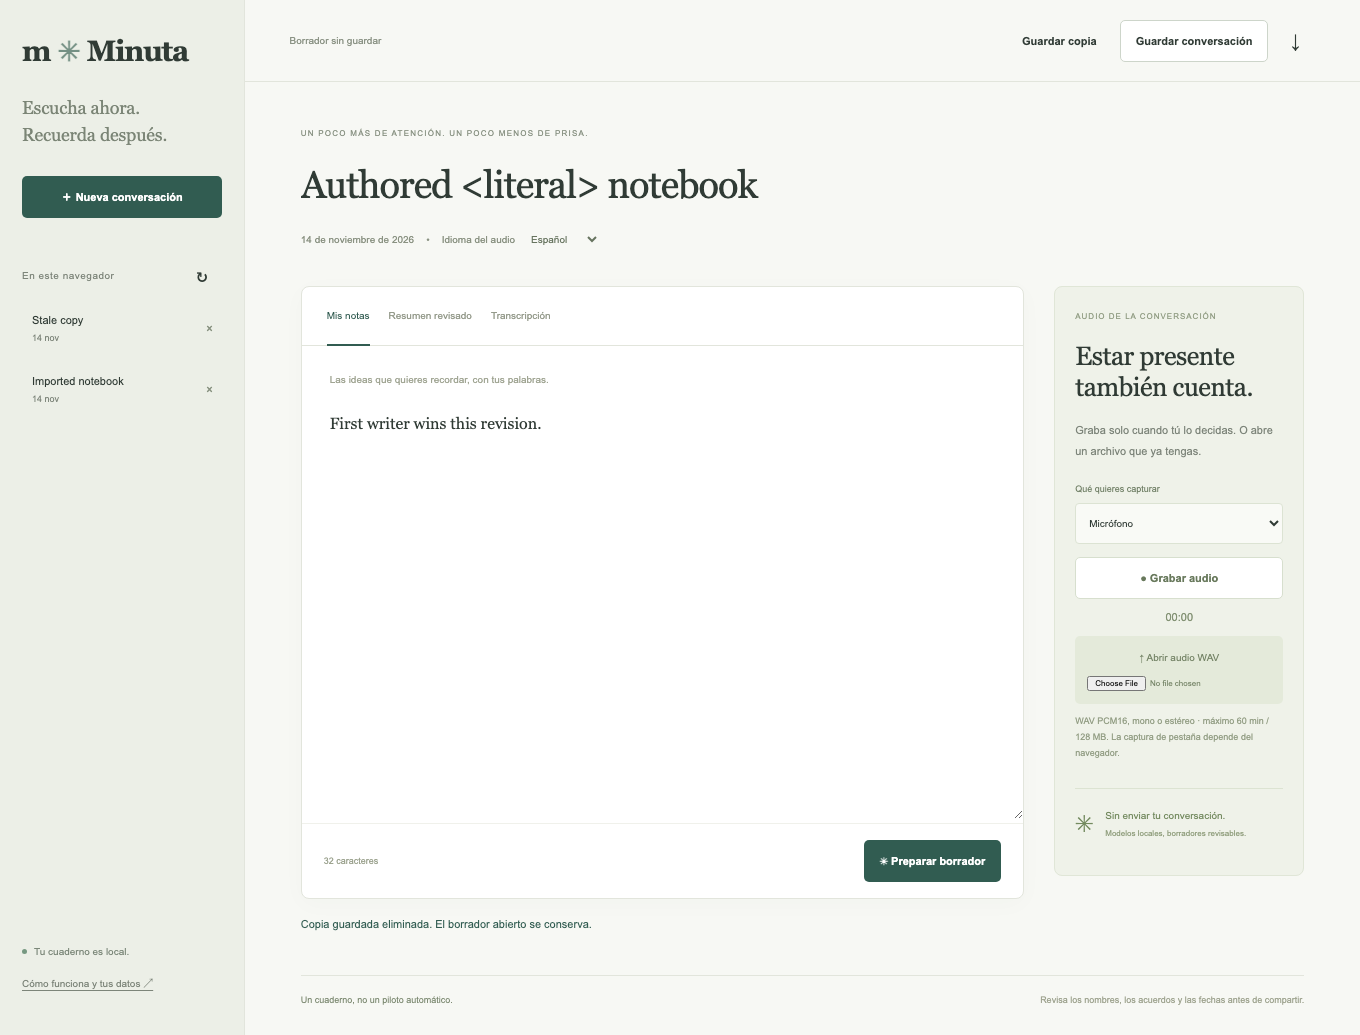 m ✳ Minuta
Escucha ahora.
Recuerda después.
+ Nueva conversación
En este navegador ↻
Stale copy
14 nov
×
Imported notebook
14 nov
×
Tu cuaderno es local.
Cómo funciona y tus datos ↗
Borrador sin guardar
Guardar copia
Guardar conversación
↓
UN POCO MÁS DE ATENCIÓN. UN POCO MENOS DE PRISA.
Authored <literal> notebook
14 de noviembre de 2026 • Idioma del audio Español
Mis notas Resumen revisado Transcripción
Las ideas que quieres recordar, con tus palabras.
First writer wins this revision.
32 caracteres
✳ Preparar borrador
Copia guardada eliminada. El borrador abierto se conserva.
AUDIO DE LA CONVERSACIÓN
Estar presente
también cuenta.
Graba solo cuando tú lo decidas. O abre
un archivo que ya tengas.
Qué quieres capturar
Micrófono
● Grabar audio
00:00
↑ Abrir audio WAV
Choose File No file chosen
WAV PCM16, mono o estéreo · máximo 60 min /
128 MB. La captura de pestaña depende del
navegador.
✳ Sin enviar tu conversación.
Modelos locales, borradores revisables.
Un cuaderno, no un piloto automático.
Revisa los nombres, los acuerdos y las fechas antes de compartir.